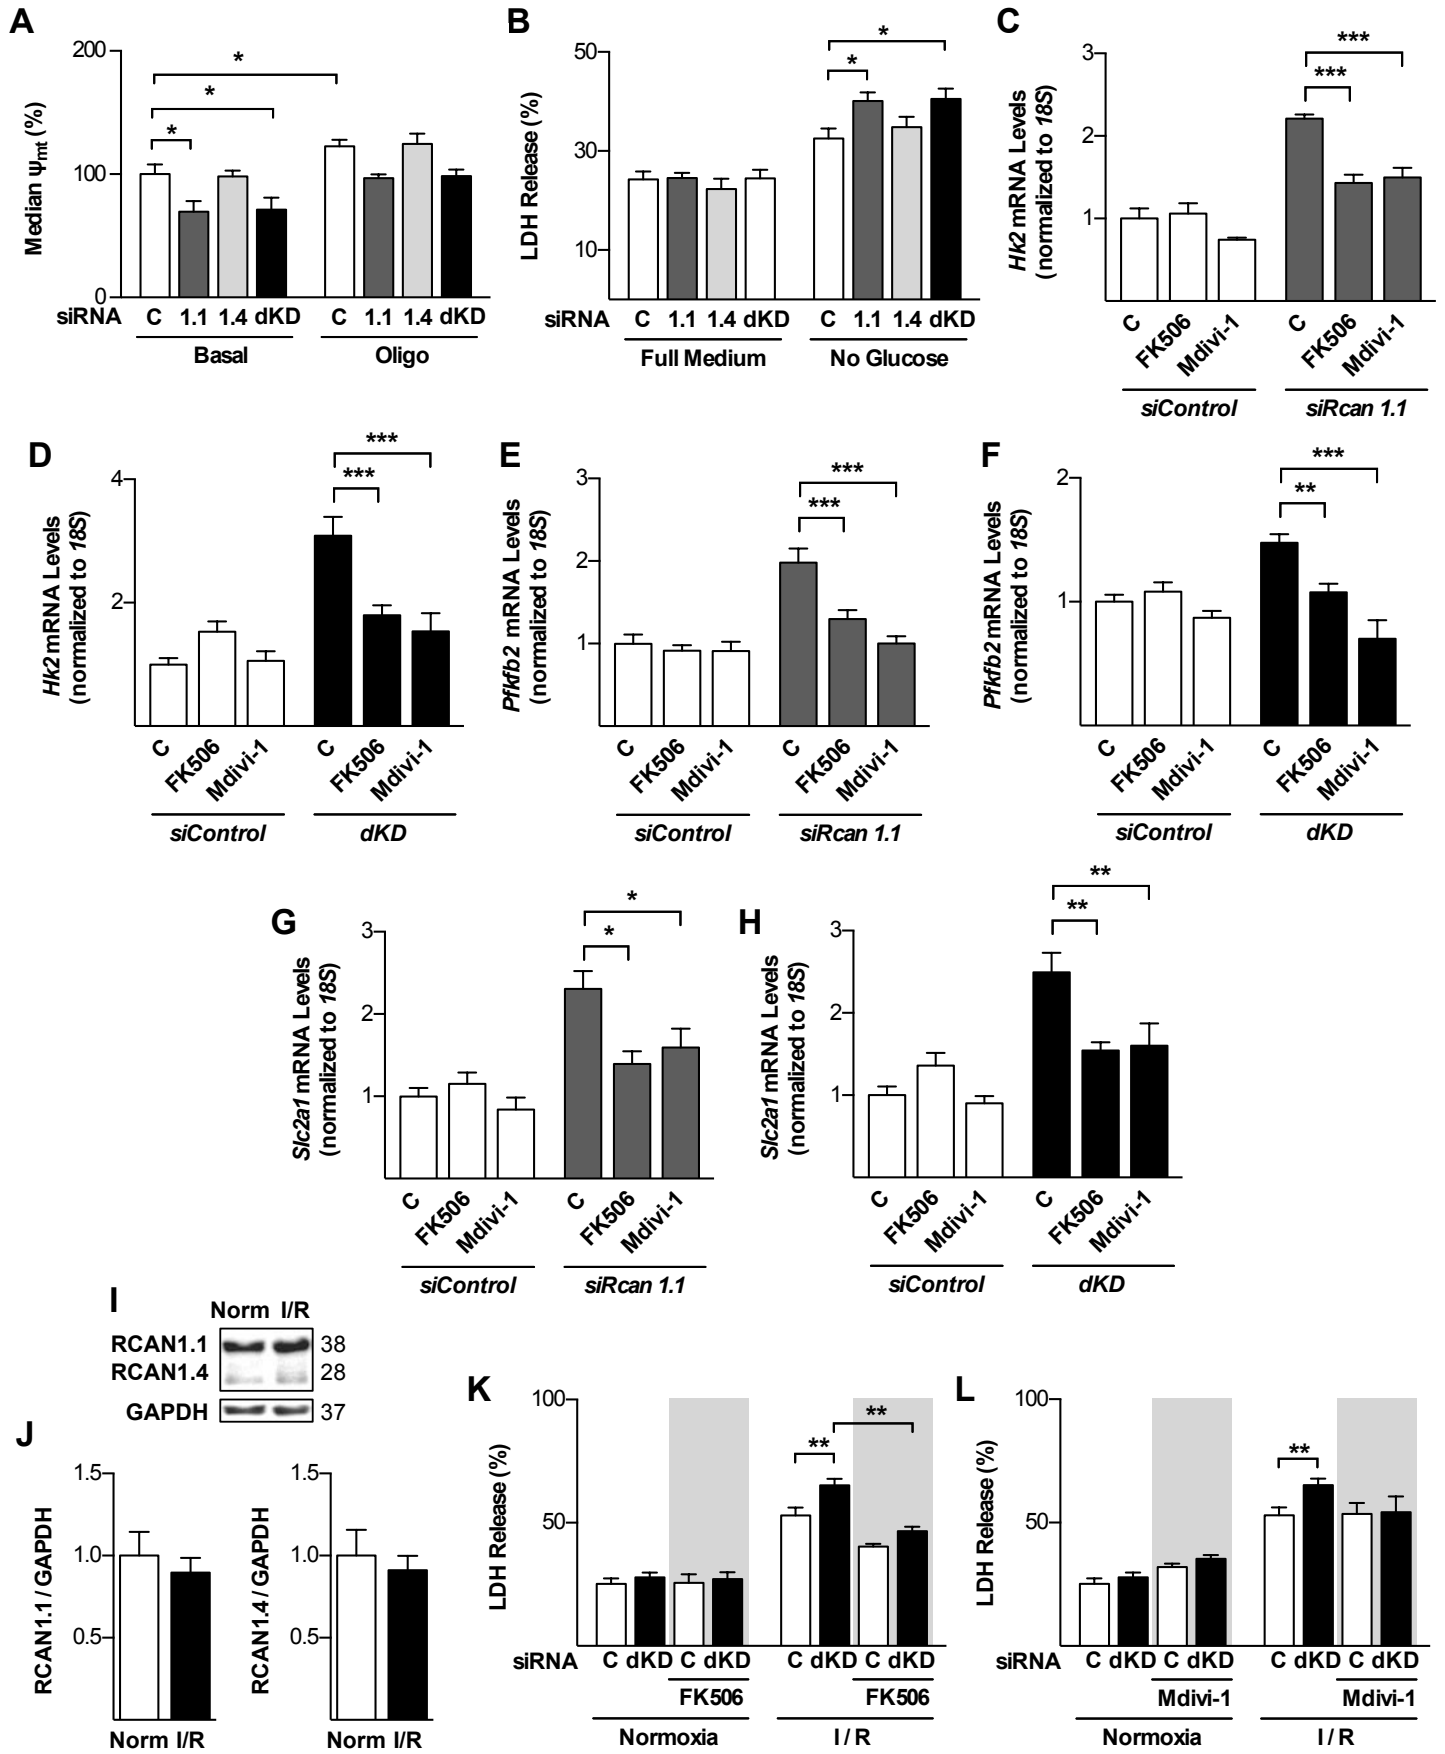 A
Median ψmt (%)
200
100
0
*
*
*
siRNA C 1.1 1.4 dKD C 1.1 1.4 dKD
Basal Oligo
B
LDH Release (%)
50
30
10
*
*
siRNA C 1.1 1.4 dKD C 1.1 1.4 dKD
Full Medium No Glucose
C
Hk2 mRNA Levels
(normalized to 18S)
3
2
1
***
***
C FK506 Mdivi-1 C FK506 Mdivi-1
siControl siRcan 1.1
D
Hk2 mRNA Levels
(normalized to 18S)
4
2
***
***
C FK506 Mdivi-1 C FK506 Mdivi-1
siControl dKD
E
Pfkfb2 mRNA Levels
(normalized to 18S)
3
2
1
***
***
C FK506 Mdivi-1 C FK506 Mdivi-1
siControl siRcan 1.1
F
Pfkfb2 mRNA Levels
(normalized to 18S)
2
1
***
**
C FK506 Mdivi-1 C FK506 Mdivi-1
siControl dKD
G
Slc2a1 mRNA Levels
(normalized to 18S)
3
2
1
*
*
C FK506 Mdivi-1 C FK506 Mdivi-1
siControl siRcan 1.1
H
Slc2a1 mRNA Levels
(normalized to 18S)
3
2
1
**
**
C FK506 Mdivi-1 C FK506 Mdivi-1
siControl dKD
I
Norm I/R
RCAN1.1 38
RCAN1.4 28
GAPDH 37
J
RCAN1.1 / GAPDH
1.5
1.0
0.5
Norm I/R
RCAN1.4 / GAPDH
1.5
1.0
0.5
Norm I/R
K
LDH Release (%)
100
50
**
**
siRNA C dKD C dKD C dKD C dKD
FK506 FK506
Normoxia I / R
L
LDH Release (%)
100
50
**
siRNA C dKD C dKD C dKD C dKD
Mdivi-1 Mdivi-1
Normoxia I / R